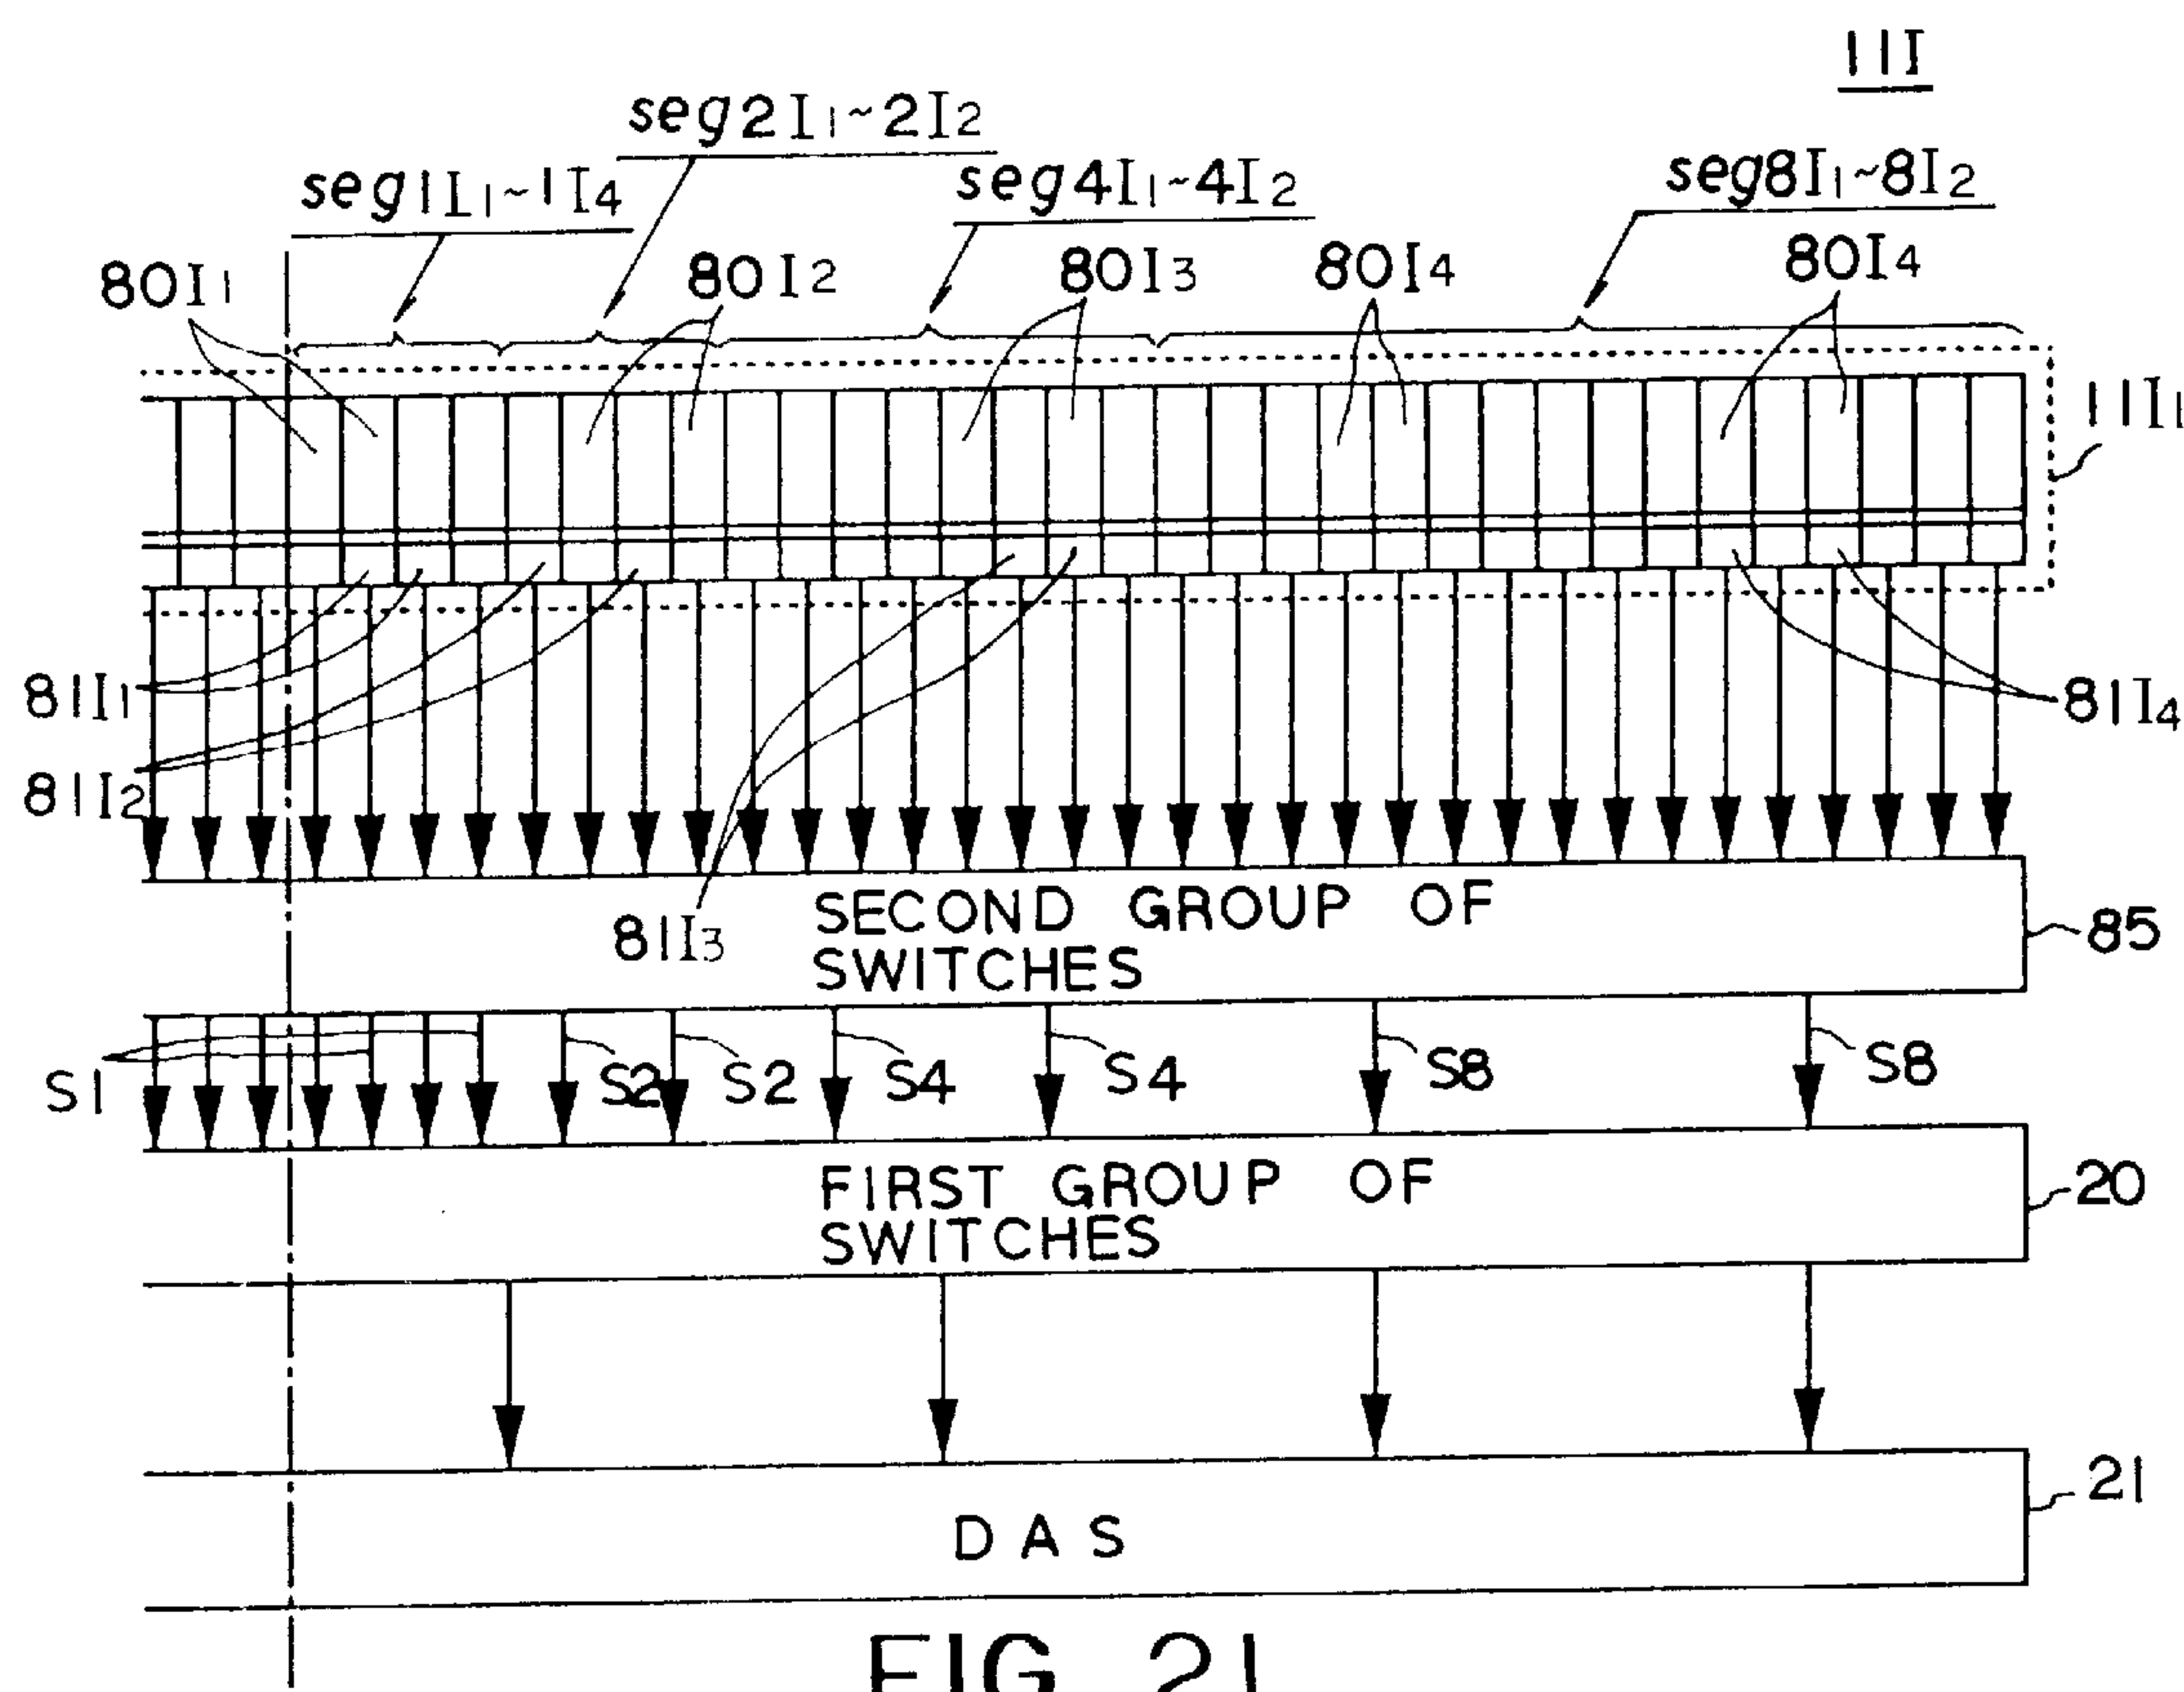 11I
seg2I1~2I2
seg1I1~1I4
seg4I1~4I2
seg8I1~8I2
80I1
80I2
80I3
80I4
80I4
11I1
81I1
81I4
81I2
81I3
SECOND GROUP OF
SWITCHES
85
S1
S2
S2
S4
S4
S8
S8
FIRST GROUP OF
SWITCHES
20
21
DAS
FIG. 21